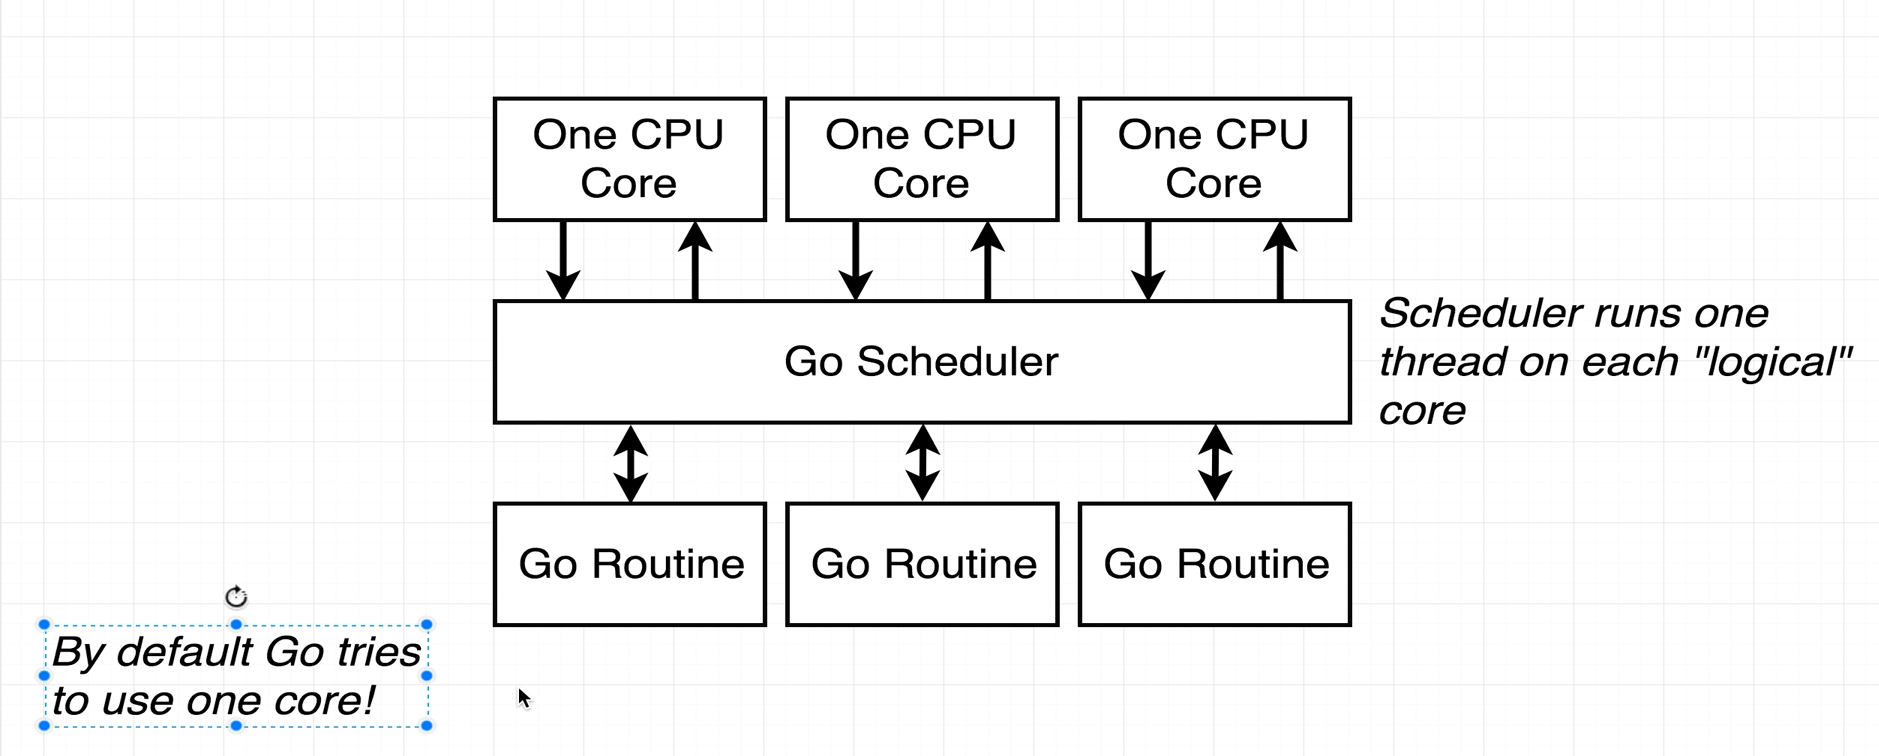 One CPU
Core
One CPU
Core
One CPU
Core
Go Scheduler
Scheduler runs one
thread on each "logical"
core
Go Routine
Go Routine
Go Routine
By default Go tries
to use one core!